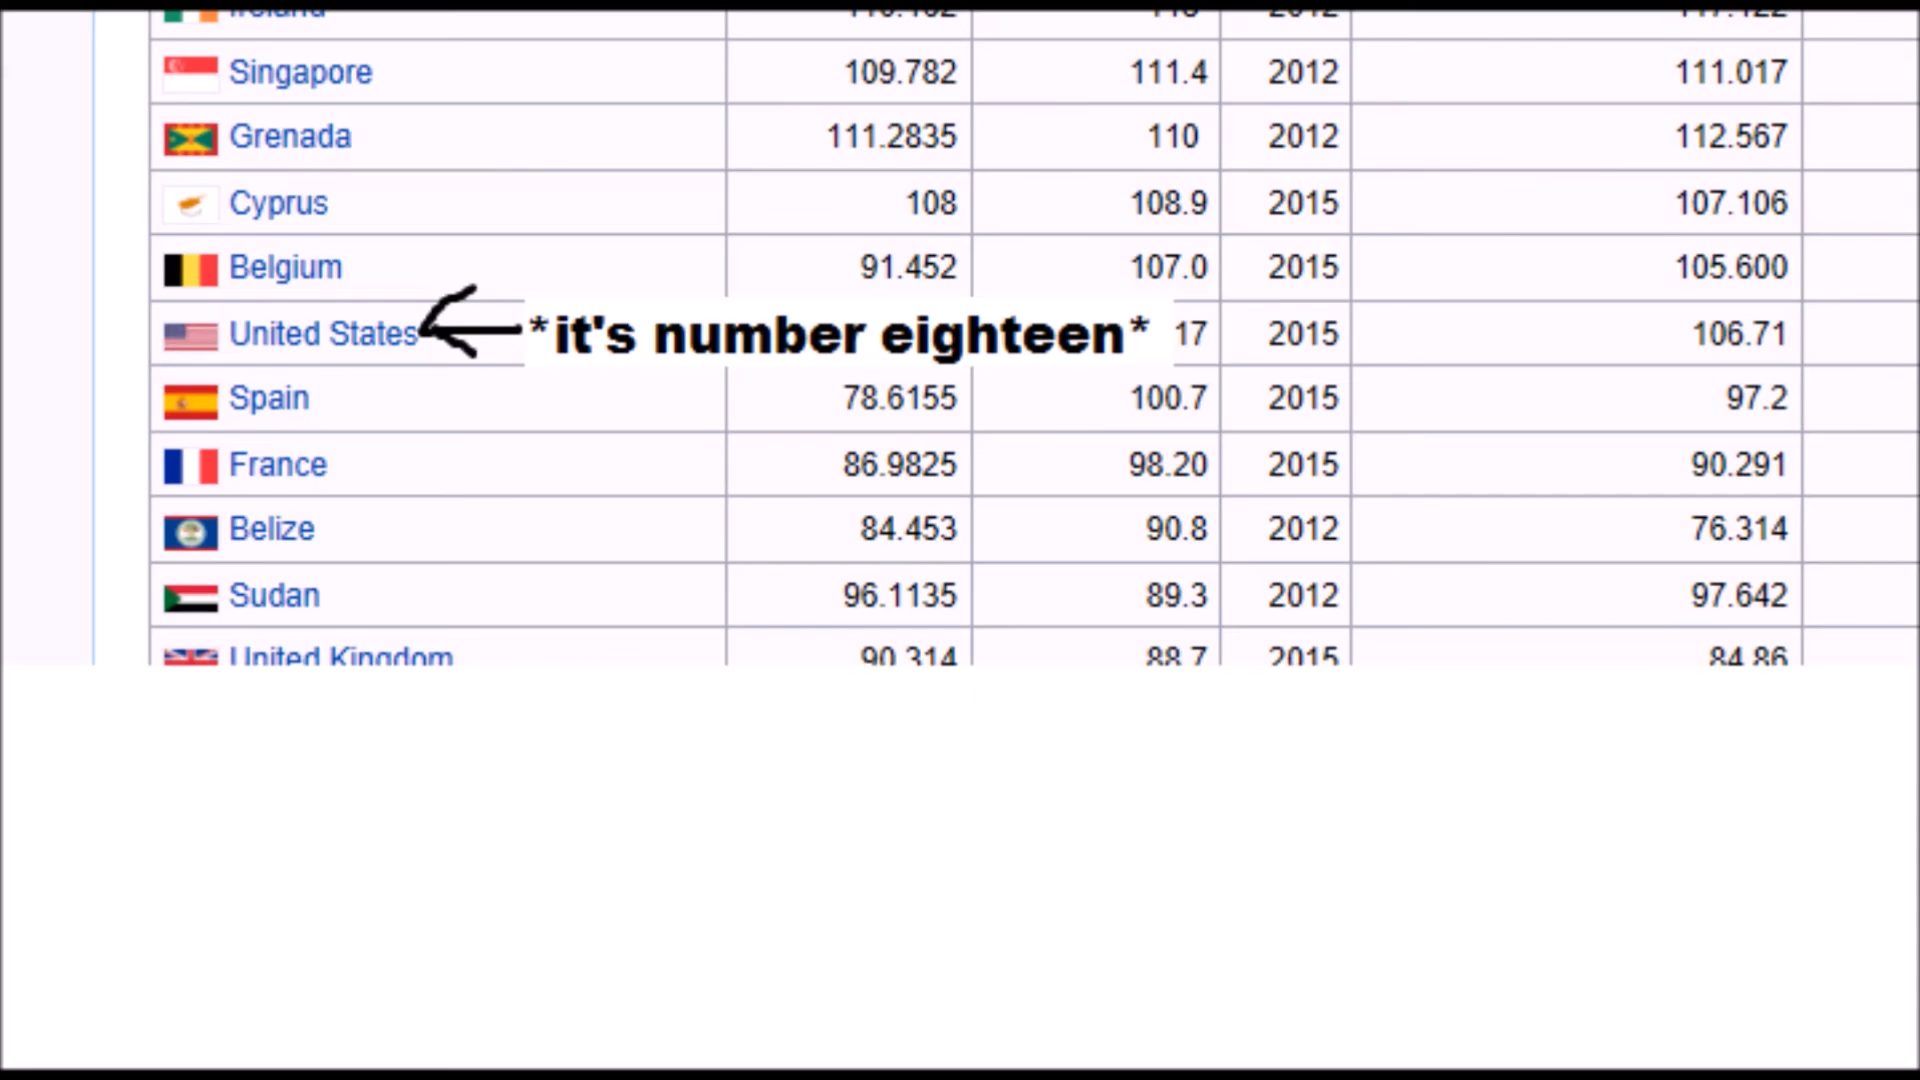 Ireland 2012
Singapore 109.782 111.4 2012 111.017
Grenada 111.2835 110 2012 112.567
Cyprus 108 108.9 2015 107.106
Belgium 91.452 107.0 2015 105.600
United States *it's number eighteen* 17 2015 106.71
Spain 78.6155 100.7 2015 97.2
France 86.9825 98.20 2015 90.291
Belize 84.453 90.8 2012 76.314
Sudan 96.1135 89.3 2012 97.642
United Kingdom 90.314 88.7 2015 84.86